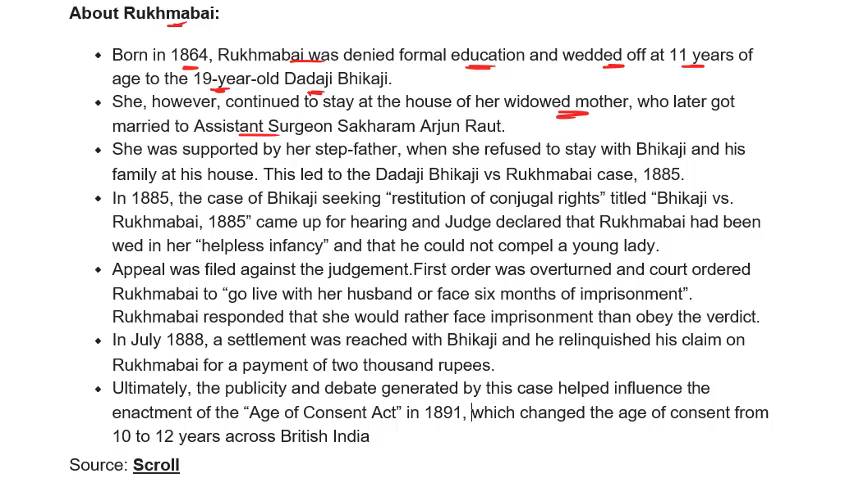 About Rukhmabai:
• Born in 1864, Rukhmabai was denied formal education and wedded off at 11 years of
age to the 19-year-old Dadaji Bhikaji.
• She, however, continued to stay at the house of her widowed mother, who later got
married to Assistant Surgeon Sakharam Arjun Raut.
• She was supported by her step-father, when she refused to stay with Bhikaji and his
family at his house. This led to the Dadaji Bhikaji vs Rukhmabai case, 1885.
• In 1885, the case of Bhikaji seeking “restitution of conjugal rights” titled “Bhikaji vs.
Rukhmabai, 1885” came up for hearing and Judge declared that Rukhmabai had been
wed in her “helpless infancy” and that he could not compel a young lady.
• Appeal was filed against the judgement.First order was overturned and court ordered
Rukhmabai to “go live with her husband or face six months of imprisonment”.
Rukhmabai responded that she would rather face imprisonment than obey the verdict.
• In July 1888, a settlement was reached with Bhikaji and he relinquished his claim on
Rukhmabai for a payment of two thousand rupees.
• Ultimately, the publicity and debate generated by this case helped influence the
enactment of the “Age of Consent Act” in 1891, which changed the age of consent from
10 to 12 years across British India
Source: Scroll